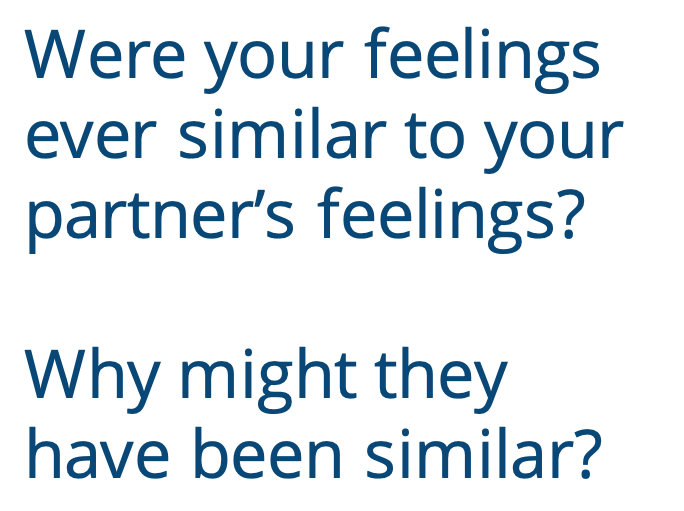 Were your feelings
ever similar to your
partner’s feelings?
Why might they
have been similar?